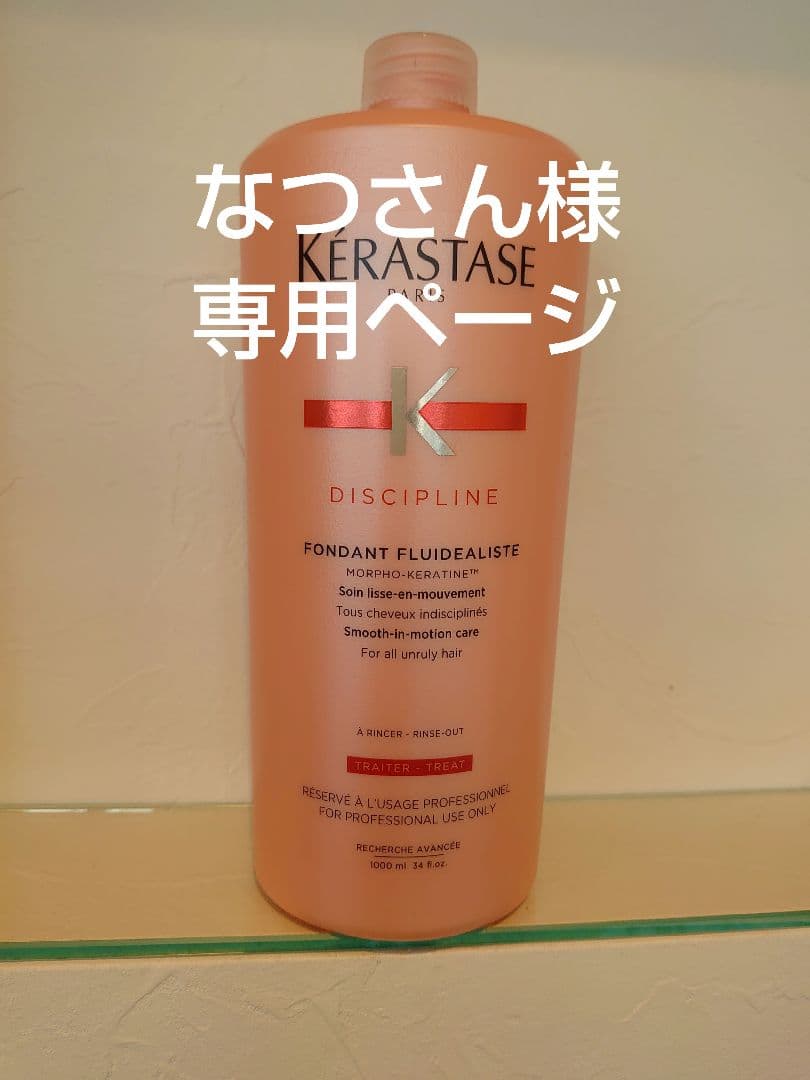 なつさん様
KÉRASTASE
PARIS
専用ページ
K
DISCIPLINE
FONDANT FLUIDEALISTE
MORPHO-KERATINE™
Soin lisse-en-mouvement
Tous cheveux indisciplinés
Smooth-in-motion care
For all unruly hair
À RINCER - RINSE-OUT
TRAITER - TREAT
RÉSERVÉ À L'USAGE PROFESSIONNEL
FOR PROFESSIONAL USE ONLY
RECHERCHE AVANCÉE
1000 ml 34 fl.oz.